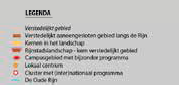 LEGENDA
Verstedelijkt gebied
Verstedelijkt aaneengesloten gebied langs de Rijn
Kernen in het landschap
Rijnstadlandschap - kern verstedelijkt gebied
Campusgebied met bijzonder programma
Lokaal centrum
Cluster met (inter)nationaal programma
De Oude Rijn